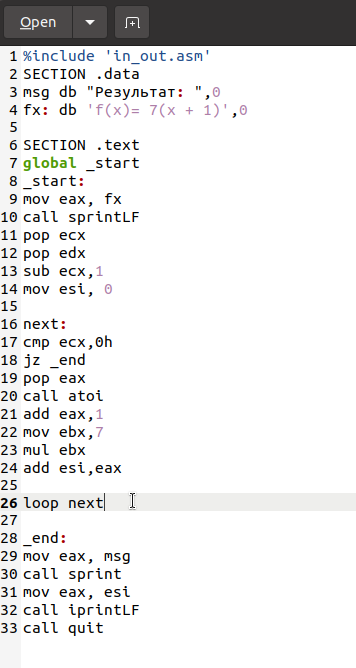 Open
1 %include 'in_out.asm'
2 SECTION .data
3 msg db "Результат: ",0
4 fx: db 'f(x)= 7(x + 1)',0
5
6 SECTION .text
7 global _start
8 _start:
9 mov eax, fx
10 call sprintLF
11 pop ecx
12 pop edx
13 sub ecx,1
14 mov esi, 0
15
16 next:
17 cmp ecx,0h
18 jz _end
19 pop eax
20 call atoi
21 add eax,1
22 mov ebx,7
23 mul ebx
24 add esi,eax
25
26 loop next
27
28 _end:
29 mov eax, msg
30 call sprint
31 mov eax, esi
32 call iprintLF
33 call quit